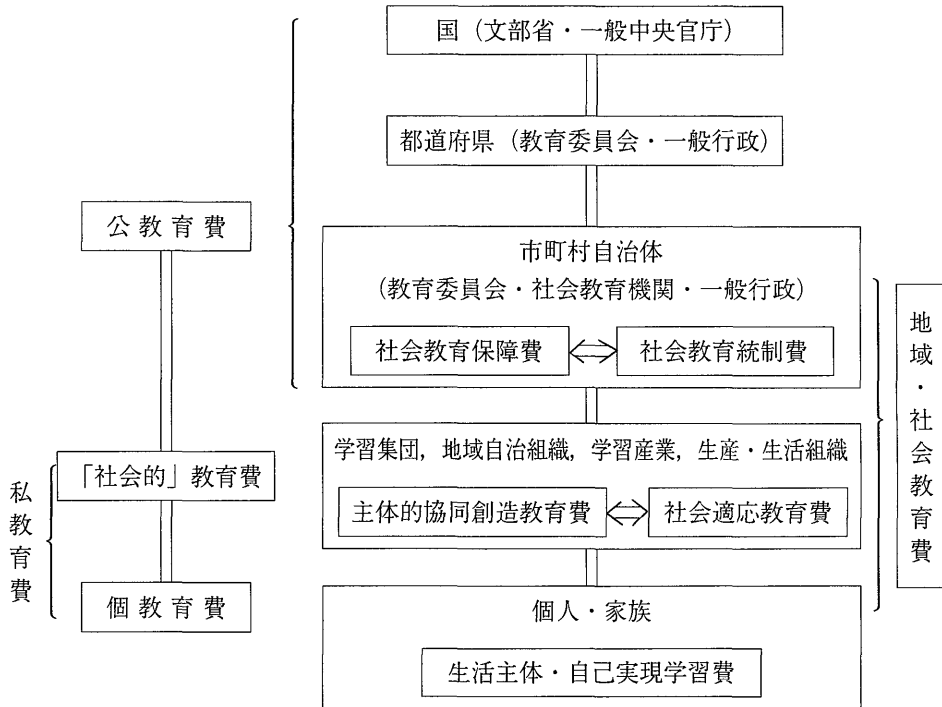 国（文部省・一般中央官庁）
都道府県（教育委員会・一般行政）
公教育費
市町村自治体
（教育委員会・社会教育機関・一般行政）
社会教育保障費
社会教育統制費
地域・社会教育費
学習集団，地域自治組織，学習産業，生産・生活組織
「社会的」教育費
主体的協同創造教育費
社会適応教育費
私教育費
個教育費
個人・家族
生活主体・自己実現学習費